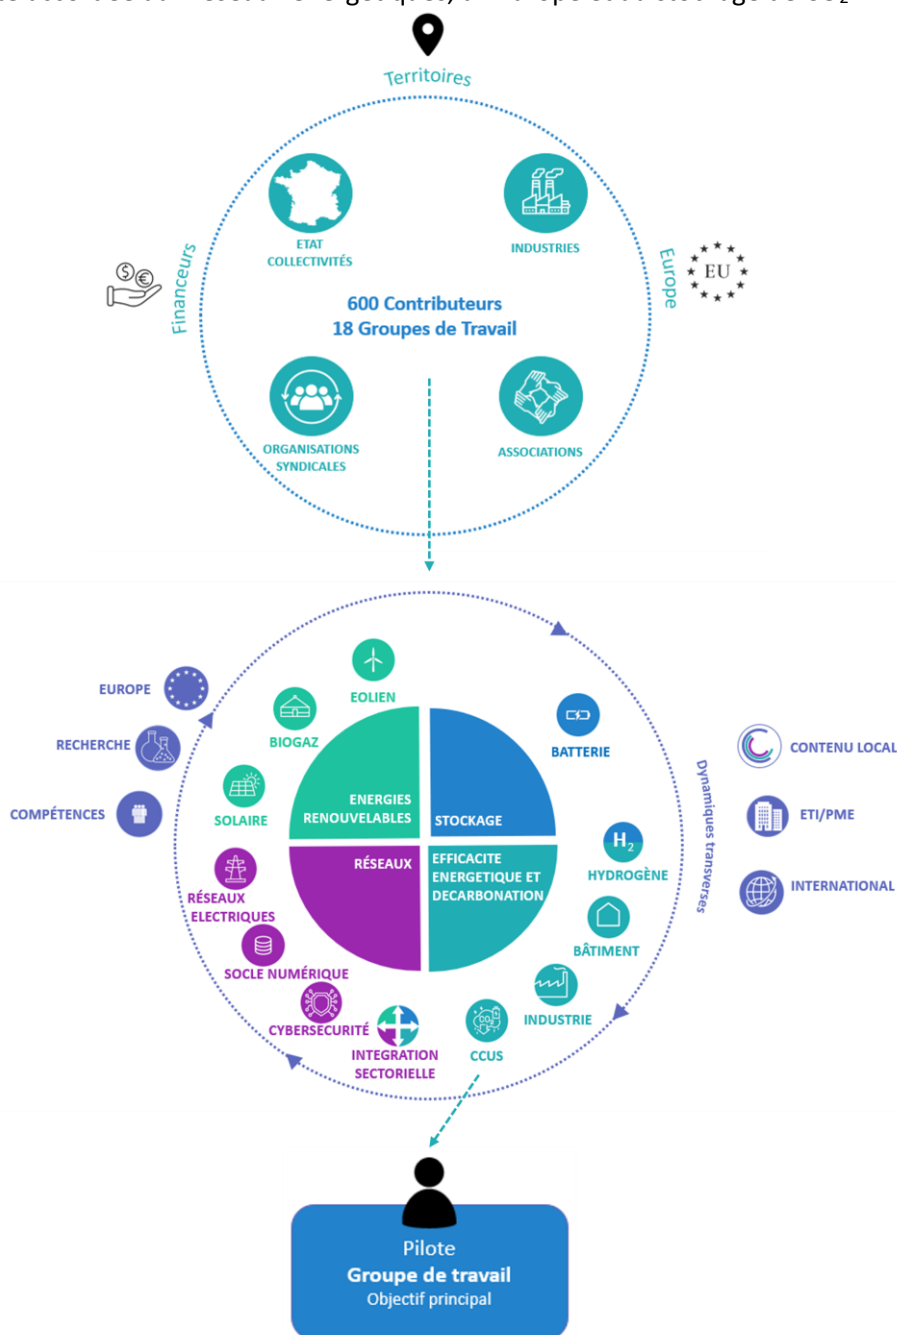 Territoires
ETAT
COLLECTIVITÉS
INDUSTRIES
Financeurs
Europe
EU
600 Contributeurs
18 Groupes de Travail
ORGANISATIONS
SYNDICALES
ASSOCIATIONS
EUROPE
RECHERCHE
COMPÉTENCES
EOLIEN
BIOGAZ
SOLAIRE
BATTERIE
ENERGIES
RENOUVELABLES
STOCKAGE
RÉSEAUX
EFFICACITE
ENERGETIQUE ET
DECARBONATION
H2
HYDROGÈNE
BÂTIMENT
INDUSTRIE
CO2
CCUS
RÉSEAUX
ELECTRIQUES
SOCLE NUMÉRIQUE
CYBERSECURITÉ
INTEGRATION
SECTORIELLE
Dynamiques transverses
CONTENU LOCAL
ETI/PME
INTERNATIONAL
Pilote
Groupe de travail
Objectif principal